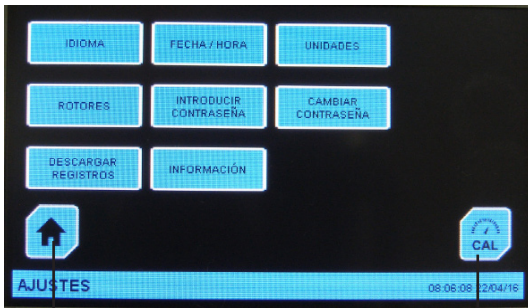 IDIOMA
FECHA / HORA
UNIDADES
ROTORES
INTRODUCIR
CONTRASEÑA
CAMBIAR
CONTRASEÑA
DESCARGAR
REGISTROS
INFORMACIÓN
CAL
AJUSTES
08:06:08 22/04/16